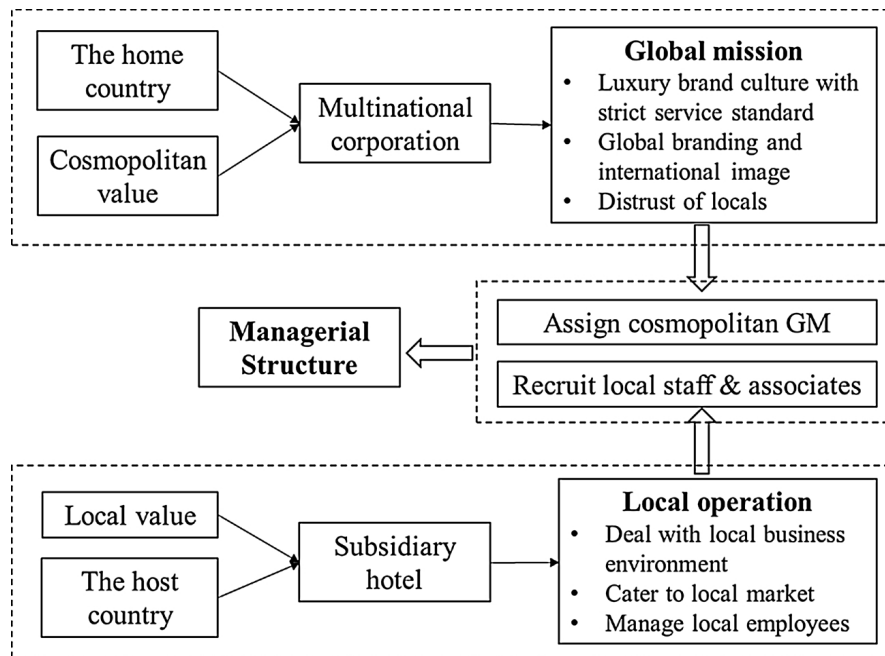 The home
country
Cosmopolitan
value
Multinational
corporation
Global mission
• Luxury brand culture with
strict service standard
• Global branding and
international image
• Distrust of locals
Managerial
Structure
Assign cosmopolitan GM
Recruit local staff & associates
Local value
The host
country
Subsidiary
hotel
Local operation
• Deal with local business
environment
• Cater to local market
• Manage local employees